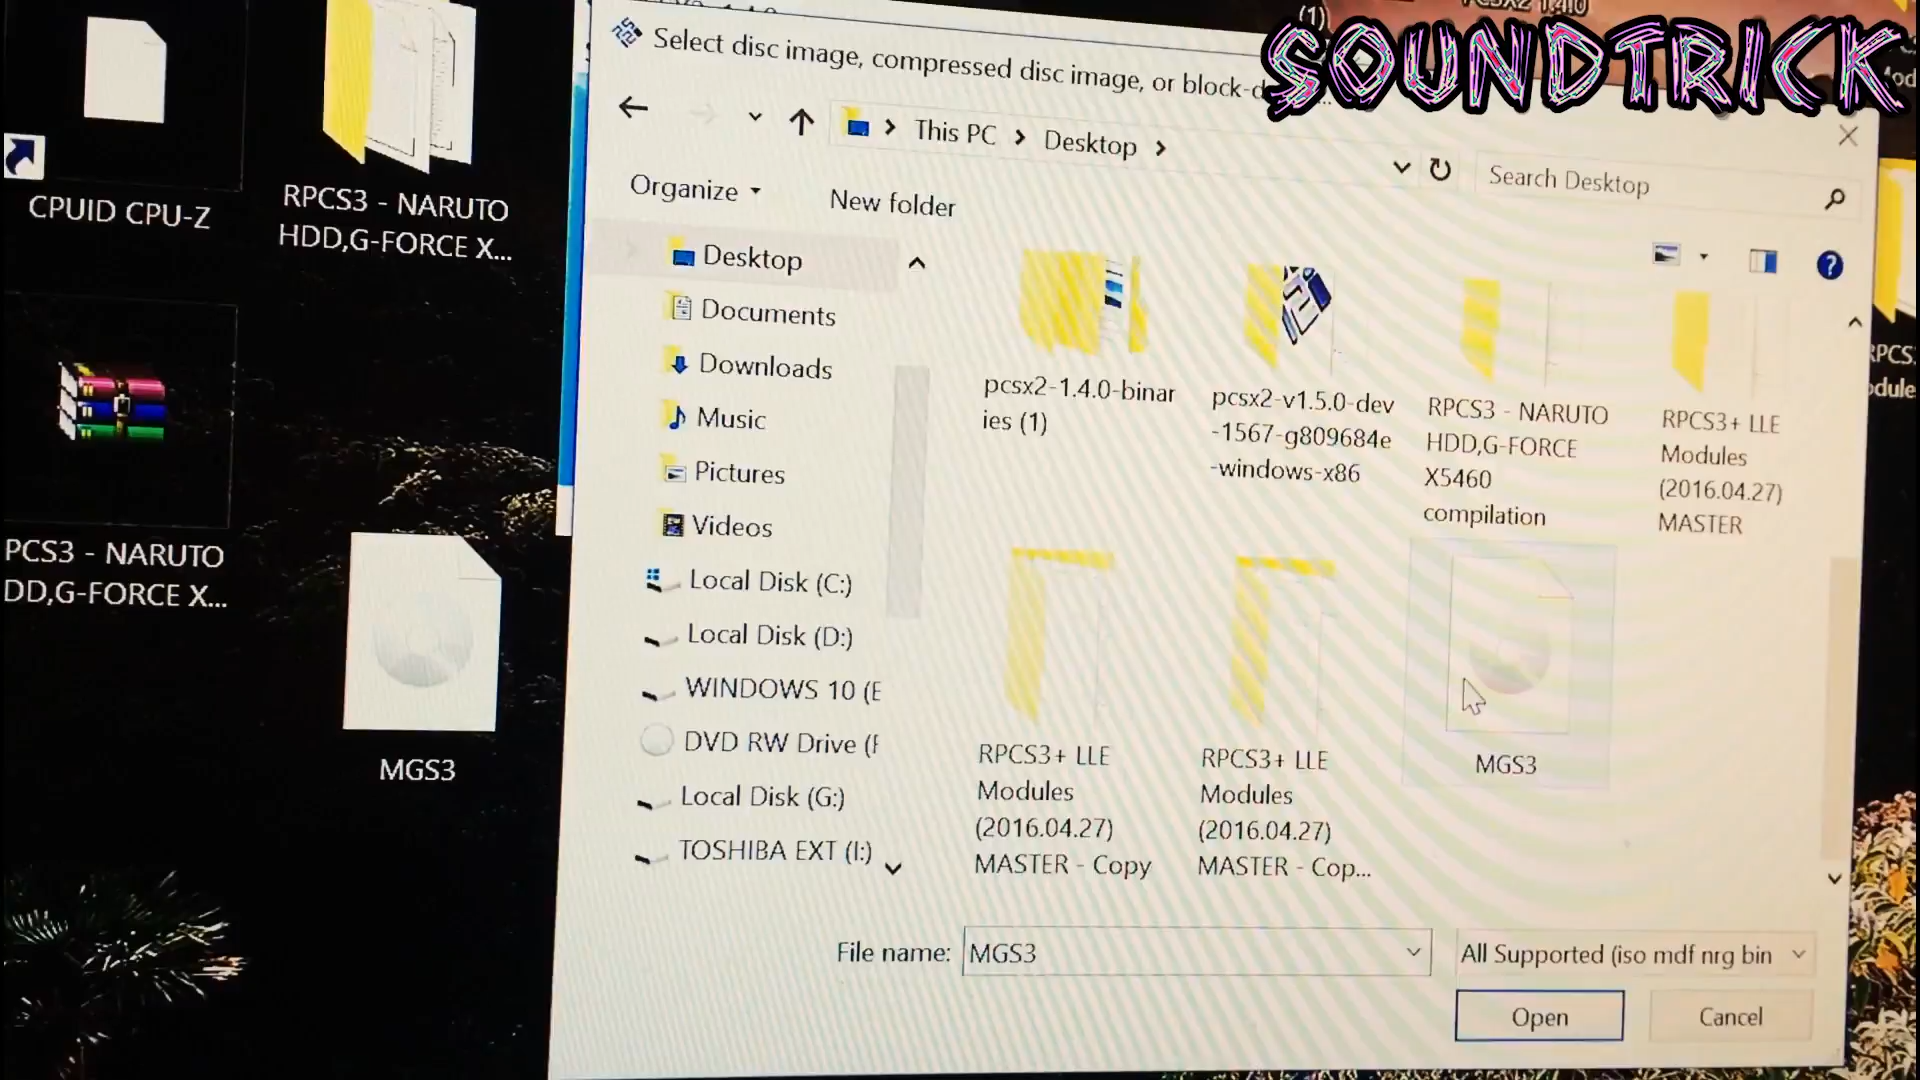 SOUNDTRICK
CPUID CPU-Z
RPCS3 - NARUTO
HDD,G-FORCE X...
PCS3 - NARUTO
DD,G-FORCE X...
MGS3
(1)
PCSX2 1.4.0
Select disc image, compressed disc image, or block-d
This PC
Desktop
Search Desktop
Organize
New folder
Desktop
Documents
Downloads
Music
Pictures
Videos
Local Disk (C:)
Local Disk (D:)
WINDOWS 10 (E
DVD RW Drive (F
Local Disk (G:)
TOSHIBA EXT (I:)
pcsx2-1.4.0-binar
ies (1)
pcsx2-v1.5.0-dev
-1567-g809684e
-windows-x86
RPCS3 - NARUTO
HDD,G-FORCE
X5460
compilation
RPCS3+ LLE
Modules
(2016.04.27)
MASTER
RPCS3+ LLE
Modules
(2016.04.27)
MASTER - Copy
RPCS3+ LLE
Modules
(2016.04.27)
MASTER - Cop...
MGS3
File name:
MGS3
All Supported (iso mdf nrg bin
Open
Cancel